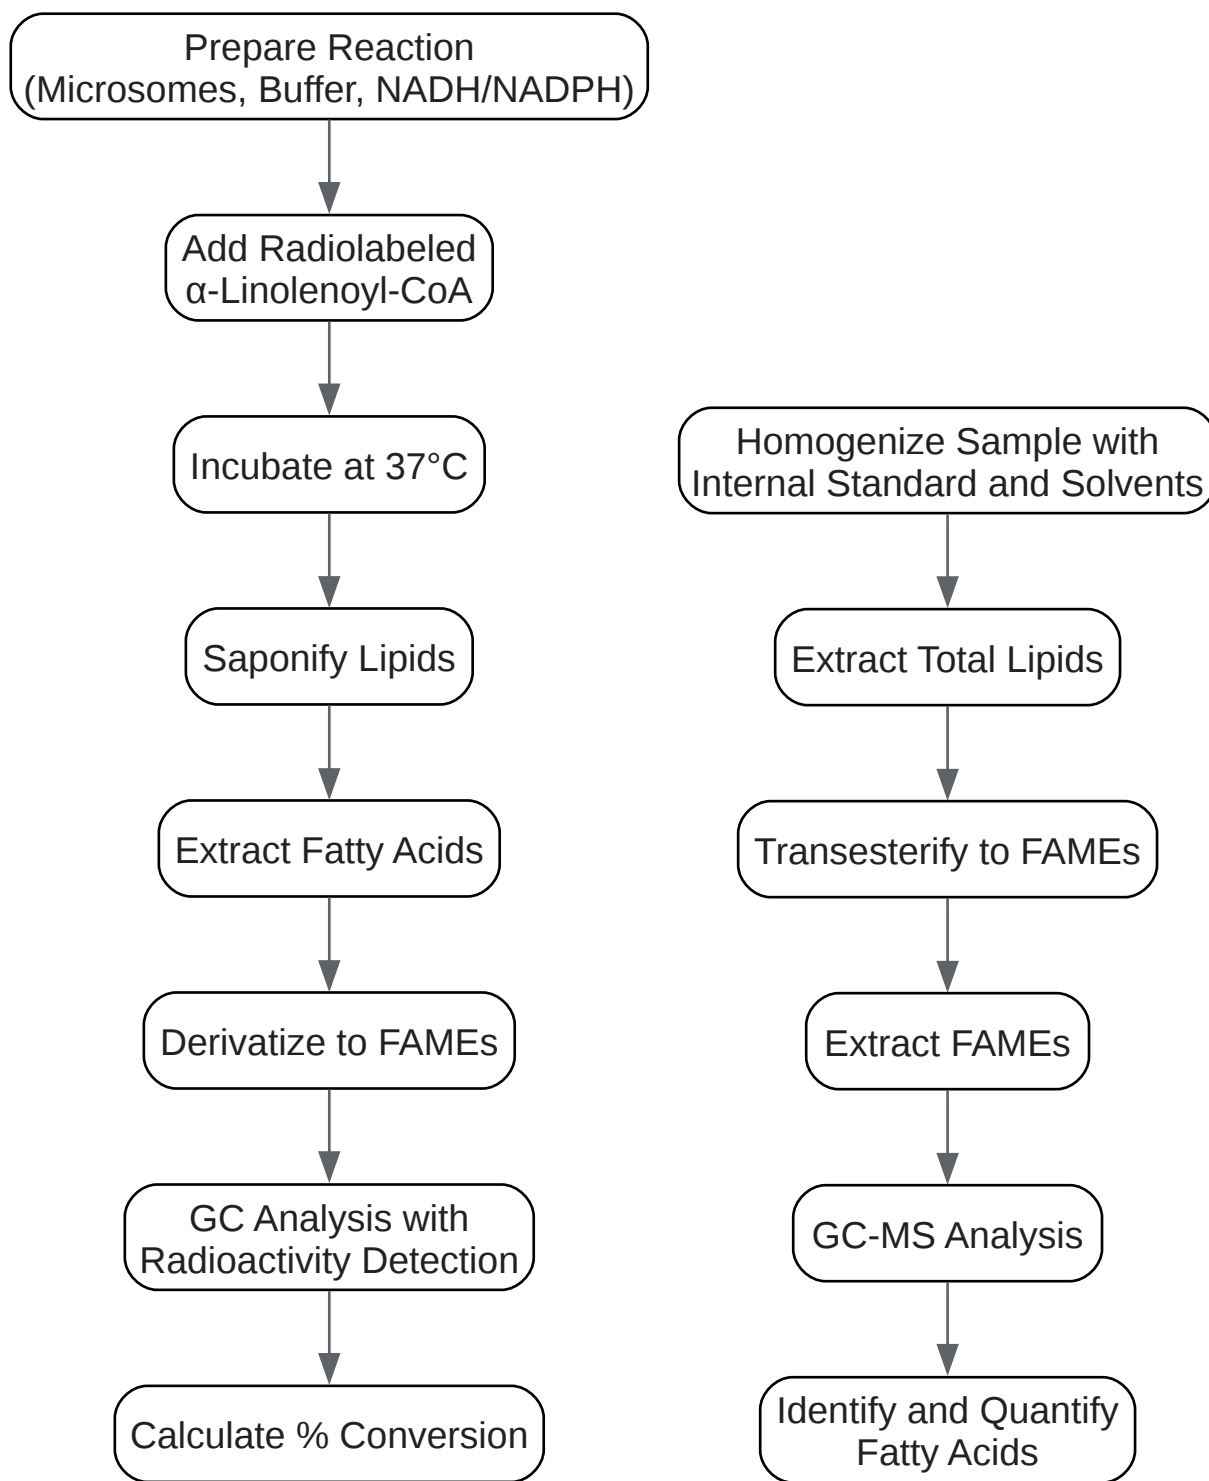 Prepare Reaction
(Microsomes, Buffer, NADH/NADPH)
Add Radiolabeled
α-Linolenoyl-CoA
Incubate at 37°C
Saponify Lipids
Extract Fatty Acids
Derivatize to FAMEs
GC Analysis with
Radioactivity Detection
Calculate % Conversion
Homogenize Sample with
Internal Standard and Solvents
Extract Total Lipids
Transesterify to FAMEs
Extract FAMEs
GC-MS Analysis
Identify and Quantify
Fatty Acids